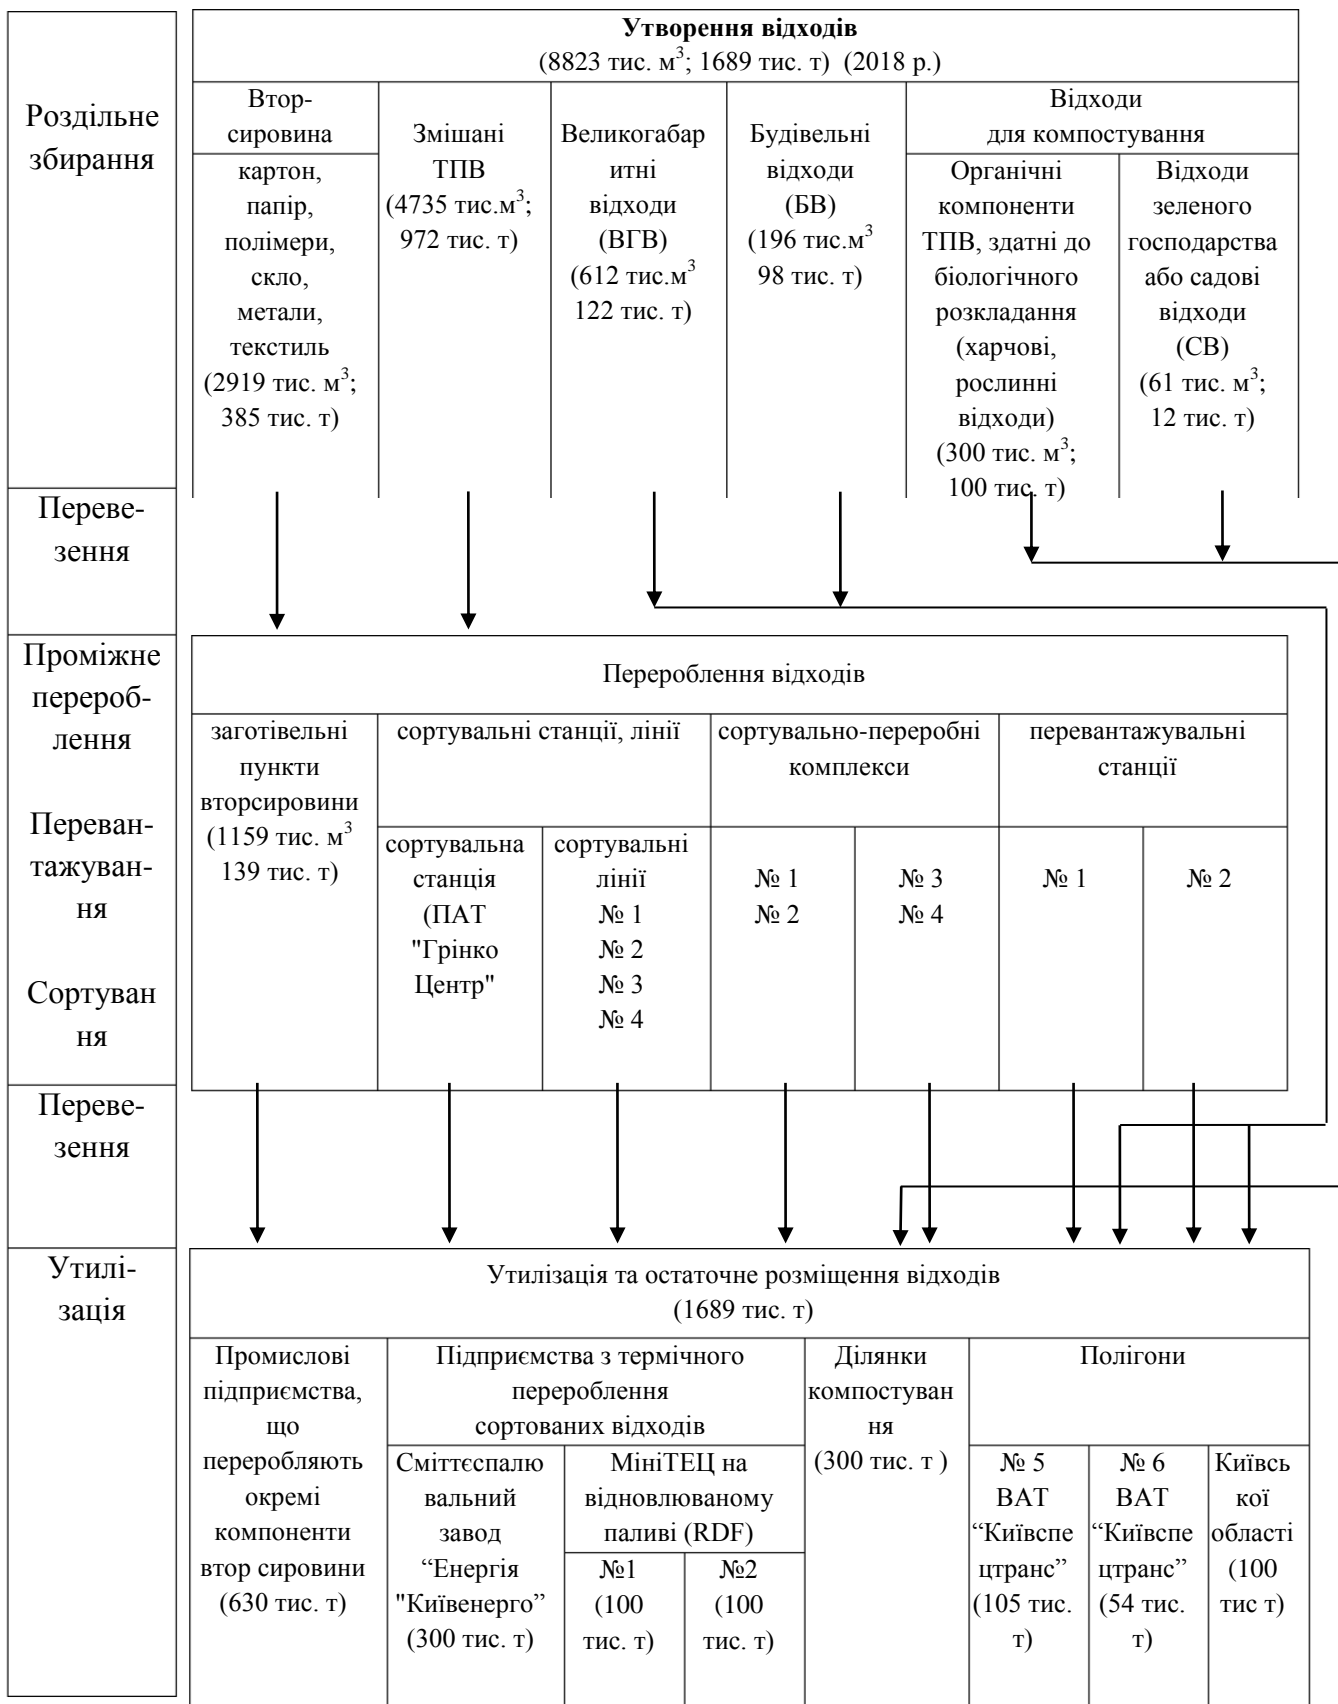 Роздільне
збирання
Утворення відходів
(8823 тис. м³; 1689 тис. т) (2018 р.)
Втор-
сировина
картон,
папір,
полімери,
скло,
метали,
текстиль
(2919 тис. м³;
385 тис. т)
Змішані
ТПВ
(4735 тис.м³;
972 тис. т)
Великогабар
итні
відходи
(ВГВ)
(612 тис.м³
122 тис. т)
Будівельні
відходи
(БВ)
(196 тис.м³
98 тис. т)
Відходи
для компостування
Органічні
компоненти
ТПВ, здатні до
біологічного
розкладання
(харчові,
рослинні
відходи)
(300 тис. м³;
100 тис. т)
Відходи
зеленого
господарства
або садові
відходи
(СВ)
(61 тис. м³;
12 тис. т)
Переве-
зення
Проміжне
перероб-
лення
Переван-
тажуван-
ня
Сортуван
ня
Перероблення відходів
заготівельні
пункти
вторсировини
(1159 тис. м³
139 тис. т)
сортувальні станції, лінії
сортувальна
станція
(ПАТ
"Грінко
Центр"
сортувальні
лінії
№ 1
№ 2
№ 3
№ 4
сортувально-переробні
комплекси
№ 1
№ 2
№ 3
№ 4
перевантажувальні
станції
№ 1
№ 2
Переве-
зення
Утилі-
зація
Утилізація та остаточне розміщення відходів
(1689 тис. т)
Промислові
підприємства,
що
переробляють
окремі
компоненти
втор сировини
(630 тис. т)
Підприємства з термічного
перероблення
сортованих відходів
Сміттєспалю
вальний
завод
“Енергія
"Київенерго”
(300 тис. т)
МініТЕЦ на
відновлюваному
паливі (RDF)
№1
(100
тис. т)
№2
(100
тис. т)
Ділянки
компостуван
ня
(300 тис. т )
Полігони
№ 5
ВАТ
“Київспе
цтранс”
(105 тис.
т)
№ 6
ВАТ
“Київспе
цтранс”
(54 тис.
т)
Київсь
кої
області
(100
тис т)